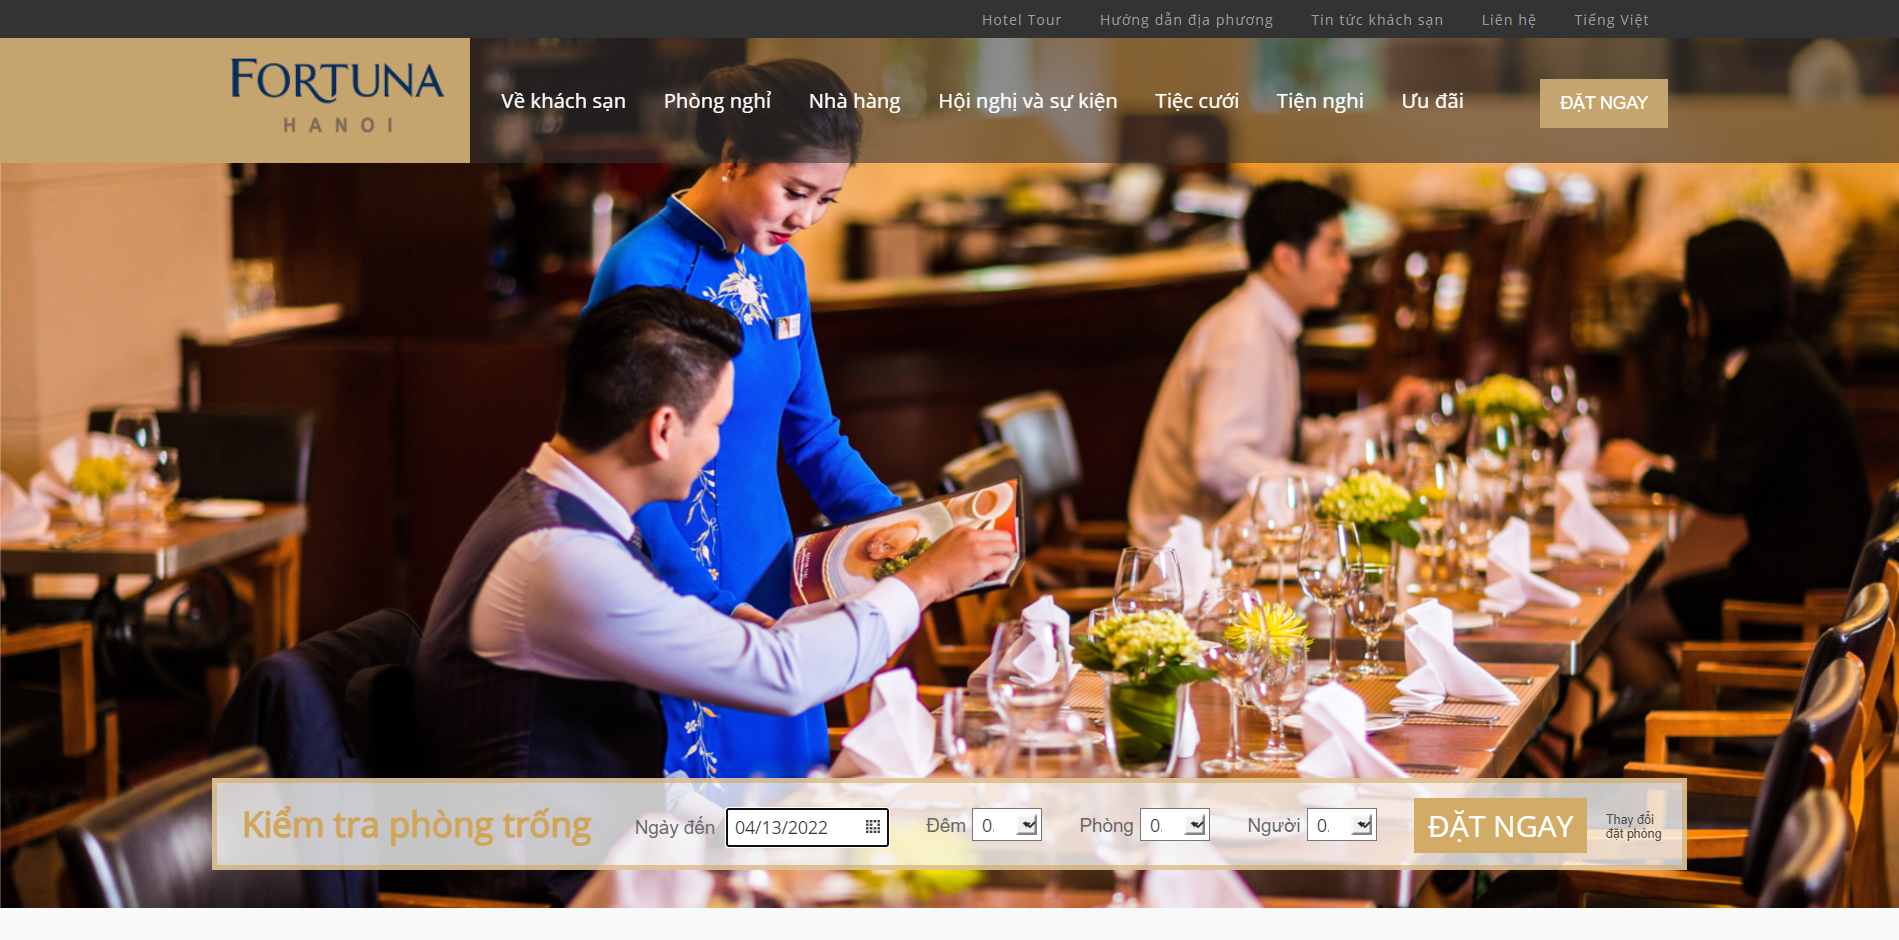 Hotel Tour Hướng dẫn địa phương Tin tức khách sạn Liên hệ Tiếng Việt
FORTUNA
HANOI
Về khách sạn Phòng nghỉ Nhà hàng Hội nghị và sự kiện Tiệc cưới Tiện nghi Ưu đãi ĐẶT NGAY
Kiểm tra phòng trống Ngày đến 04/13/2022 Đêm 0. Phòng 0. Người 0. ĐẶT NGAY
Thay đổi
đặt phòng